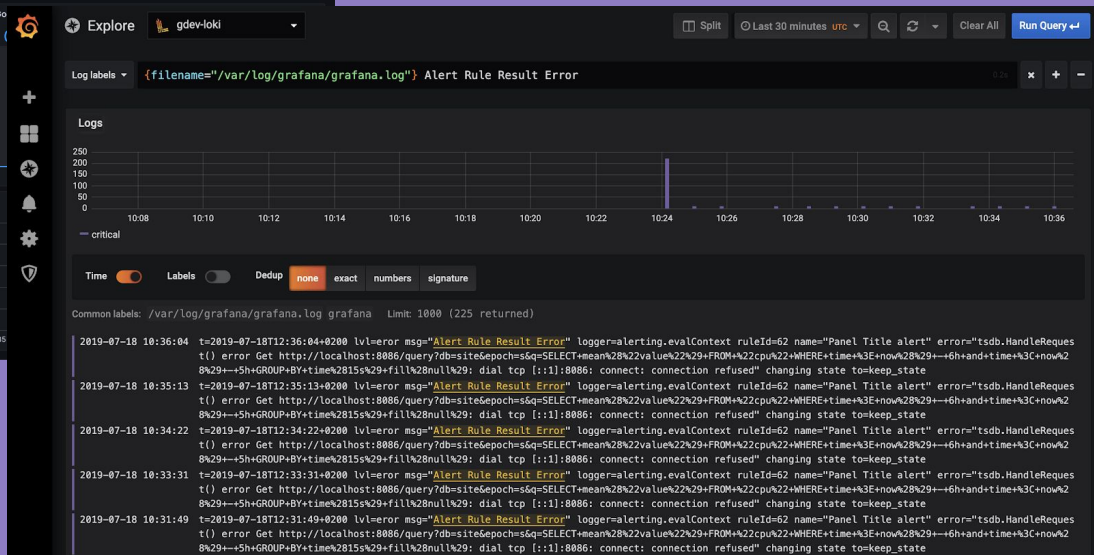 Explore gdev-loki Split Last 30 minutes UTC Clear All Run Query
Log labels {filename="/var/log/grafana/grafana.log"} Alert Rule Result Error 0.2s
Logs
250
200
150
100
50
0
10:08 10:10 10:12 10:14 10:16 10:18 10:20 10:22 10:24 10:26 10:28 10:30 10:32 10:34 10:36
critical
Time Labels Dedup none exact numbers signature
Common labels: /var/log/grafana/grafana.log grafana Limit: 1000 (225 returned)
2019-07-18 10:36:04 t=2019-07-18T12:36:04+0200 lvl=eror msg="Alert Rule Result Error" logger=alerting.evalContext ruleId=62 name="Panel Title alert" error="tsdb.HandleReques
t() error Get http://localhost:8086/query?db=site&epoch=s&q=SELECT+mean%28%22value%22%29+FROM+%22cpu%22+WHERE+time+%3E+now%28%29+-+6h+and+time+%3C+now%2
8%29+-+5h+GROUP+BY+time%2815s%29+fill%28null%29: dial tcp [::1]:8086: connect: connection refused" changing state to=keep_state
2019-07-18 10:35:13 t=2019-07-18T12:35:13+0200 lvl=eror msg="Alert Rule Result Error" logger=alerting.evalContext ruleId=62 name="Panel Title alert" error="tsdb.HandleReques
t() error Get http://localhost:8086/query?db=site&epoch=s&q=SELECT+mean%28%22value%22%29+FROM+%22cpu%22+WHERE+time+%3E+now%28%29+-+6h+and+time+%3C+now%2
8%29+-+5h+GROUP+BY+time%2815s%29+fill%28null%29: dial tcp [::1]:8086: connect: connection refused" changing state to=keep_state
2019-07-18 10:34:22 t=2019-07-18T12:34:22+0200 lvl=eror msg="Alert Rule Result Error" logger=alerting.evalContext ruleId=62 name="Panel Title alert" error="tsdb.HandleReques
t() error Get http://localhost:8086/query?db=site&epoch=s&q=SELECT+mean%28%22value%22%29+FROM+%22cpu%22+WHERE+time+%3E+now%28%29+-+6h+and+time+%3C+now%2
8%29+-+5h+GROUP+BY+time%2815s%29+fill%28null%29: dial tcp [::1]:8086: connect: connection refused" changing state to=keep_state
2019-07-18 10:33:31 t=2019-07-18T12:33:31+0200 lvl=eror msg="Alert Rule Result Error" logger=alerting.evalContext ruleId=62 name="Panel Title alert" error="tsdb.HandleReques
t() error Get http://localhost:8086/query?db=site&epoch=s&q=SELECT+mean%28%22value%22%29+FROM+%22cpu%22+WHERE+time+%3E+now%28%29+-+6h+and+time+%3C+now%2
8%29+-+5h+GROUP+BY+time%2815s%29+fill%28null%29: dial tcp [::1]:8086: connect: connection refused" changing state to=keep_state
2019-07-18 10:31:49 t=2019-07-18T12:31:49+0200 lvl=eror msg="Alert Rule Result Error" logger=alerting.evalContext ruleId=62 name="Panel Title alert" error="tsdb.HandleReques
t() error Get http://localhost:8086/query?db=site&epoch=s&q=SELECT+mean%28%22value%22%29+FROM+%22cpu%22+WHERE+time+%3E+now%28%29+-+6h+and+time+%3C+now%2
8%29+-+5h+GROUP+BY+time%2815s%29+fill%28null%29: dial tcp [::1]:8086: connect: connection refused" changing state to=keep_state